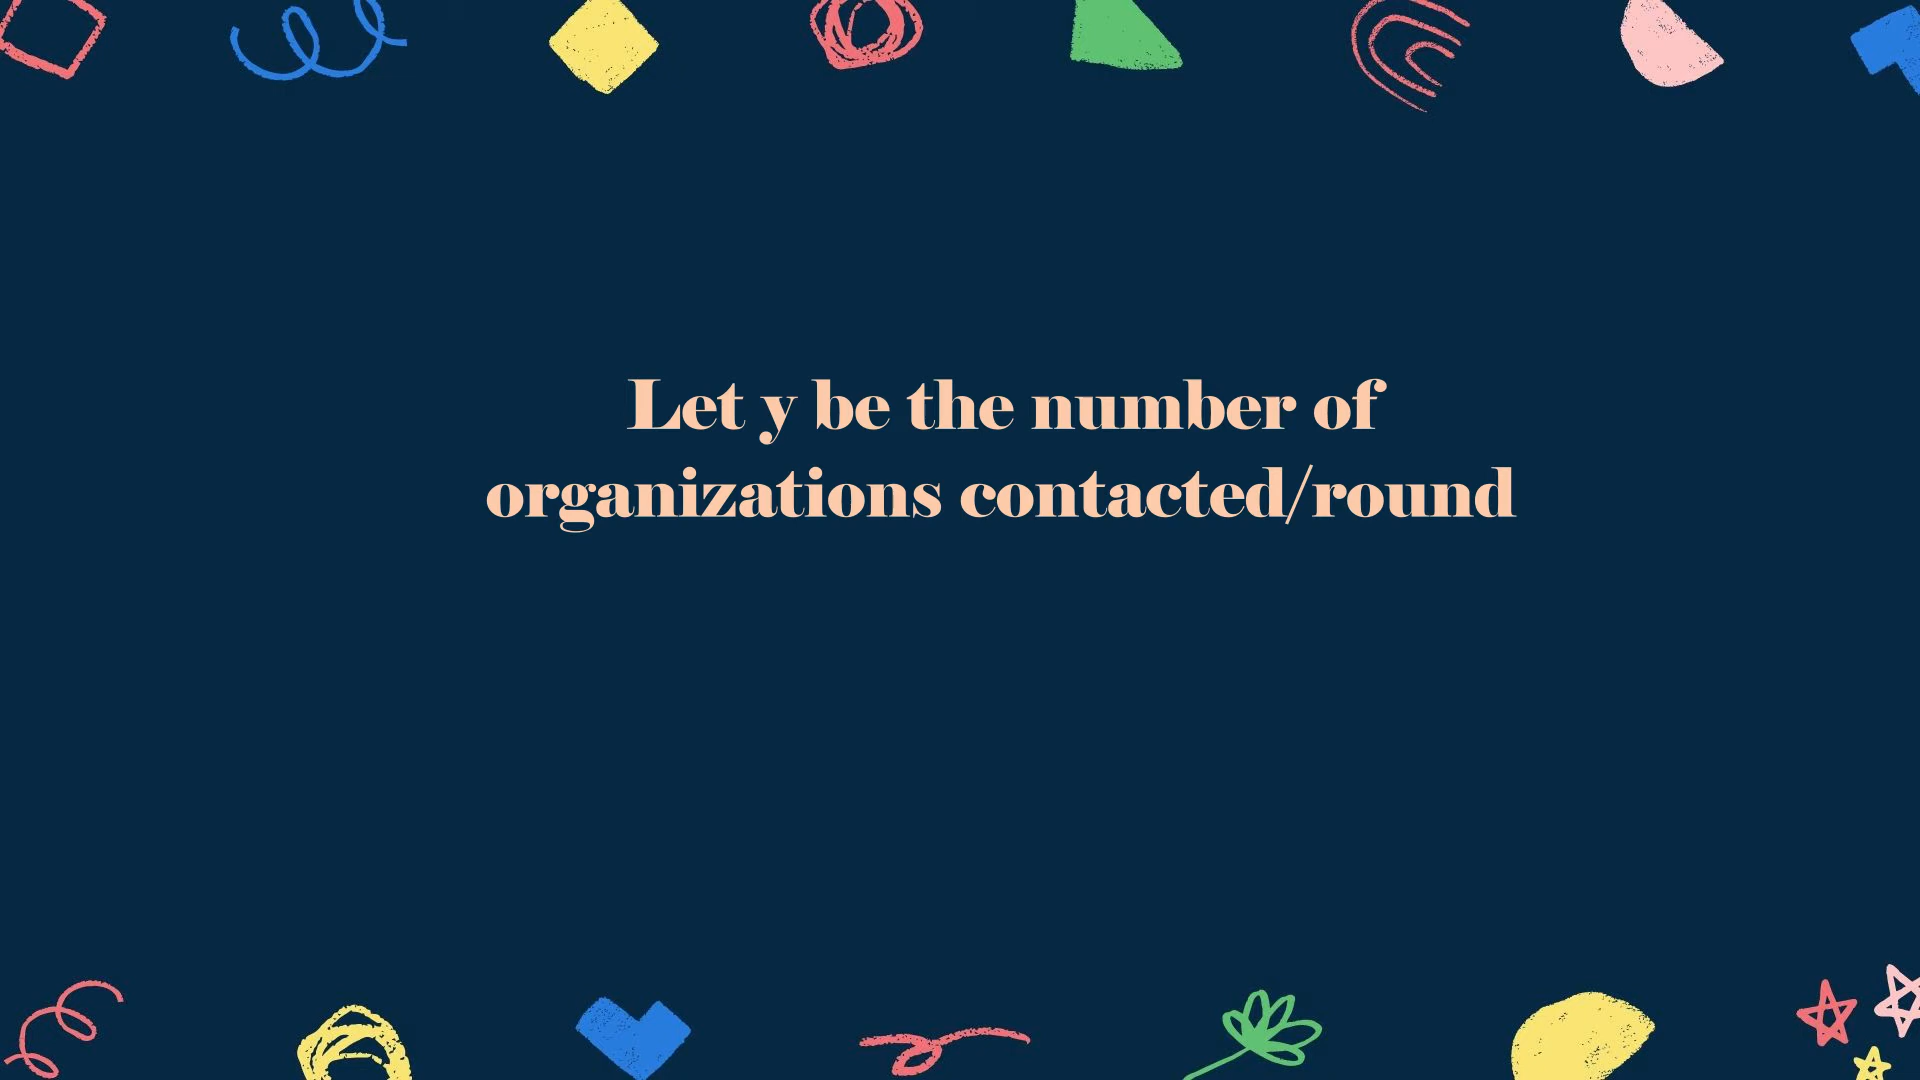 Let y be the number of
organizations contacted/round